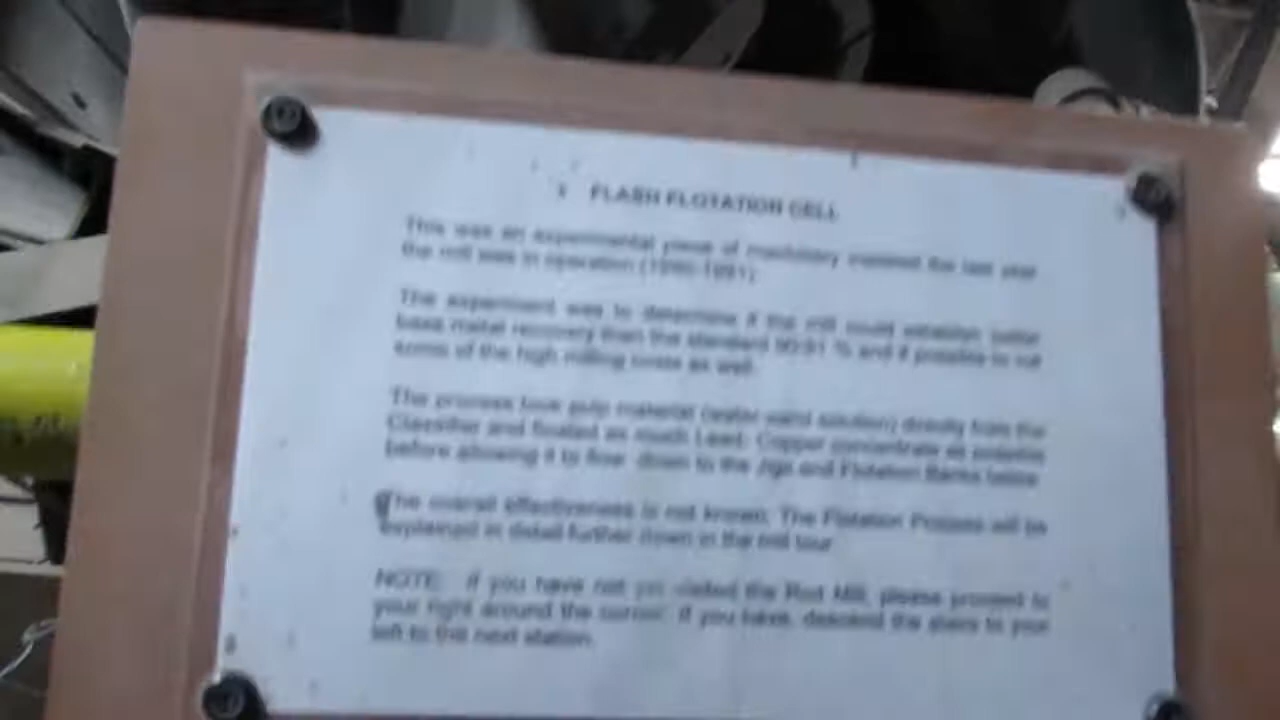 FLASH FLOTATION CELL
This was an experimental piece of machinery the last year
the mill was in operation (1990-1991)
The experiment was to determine if the mill could establish better
base metal recovery than the standard 90-91 % and if possible to cut
some of the high milling costs as well.
The process took pulp material (water sand solution) directly from the
Classifier and floated as much Lead- Copper concentrate as possible
before allowing it to flow down to the Jigs and Flotation Banks below
The overall effectiveness is not known. The Flotation Process will be
explained in detail further down in the mill tour
NOTE: If you have not yet visited the Rod Mill, please proceed to
your right around the corner. If you have, descend the stairs to your
left to the next station.